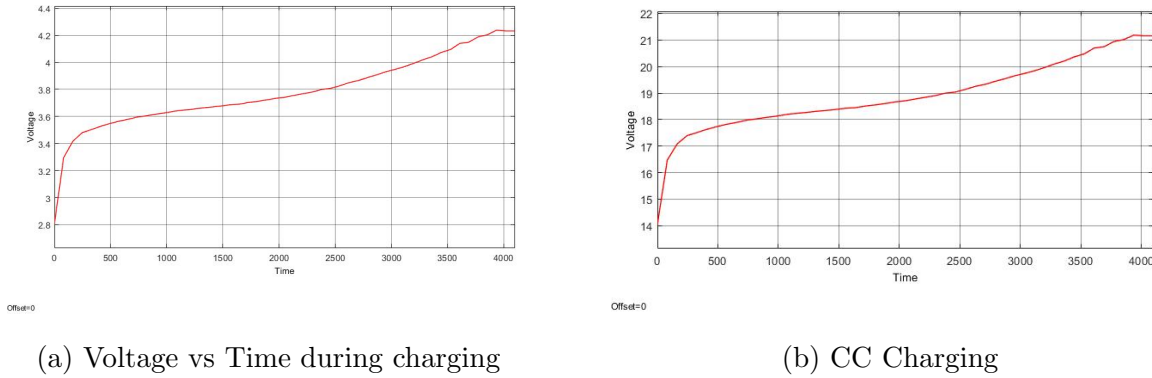 4.4
4.2
4
3.8
3.6
3.4
3.2
3
2.8
Voltage
0 500 1000 1500 2000 2500 3000 3500 4000
Time
Offset=0
(a) Voltage vs Time during charging
22
21
20
19
18
17
16
15
14
Voltage
0 500 1000 1500 2000 2500 3000 3500 4000
Time
Offset=0
(b) CC Charging